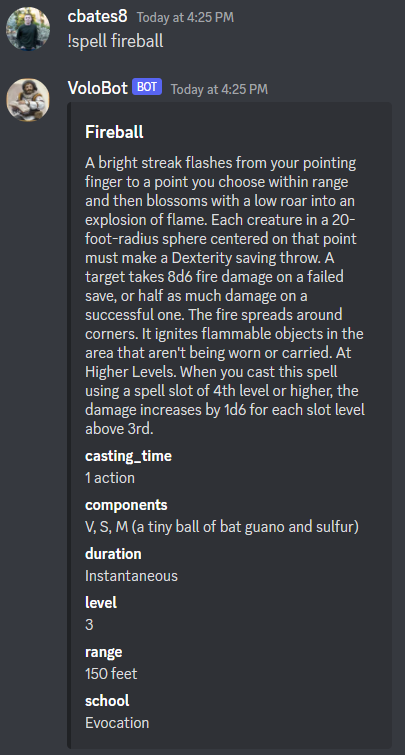 cbates8 Today at 4:25 PM
!spell fireball
VoloBot BOT Today at 4:25 PM
Fireball
A bright streak flashes from your pointing
finger to a point you choose within range
and then blossoms with a low roar into an
explosion of flame. Each creature in a 20-
foot-radius sphere centered on that point
must make a Dexterity saving throw. A
target takes 8d6 fire damage on a failed
save, or half as much damage on a
successful one. The fire spreads around
corners. It ignites flammable objects in the
area that aren't being worn or carried. At
Higher Levels. When you cast this spell
using a spell slot of 4th level or higher, the
damage increases by 1d6 for each slot level
above 3rd.
casting_time
1 action
components
V, S, M (a tiny ball of bat guano and sulfur)
duration
Instantaneous
level
3
range
150 feet
school
Evocation